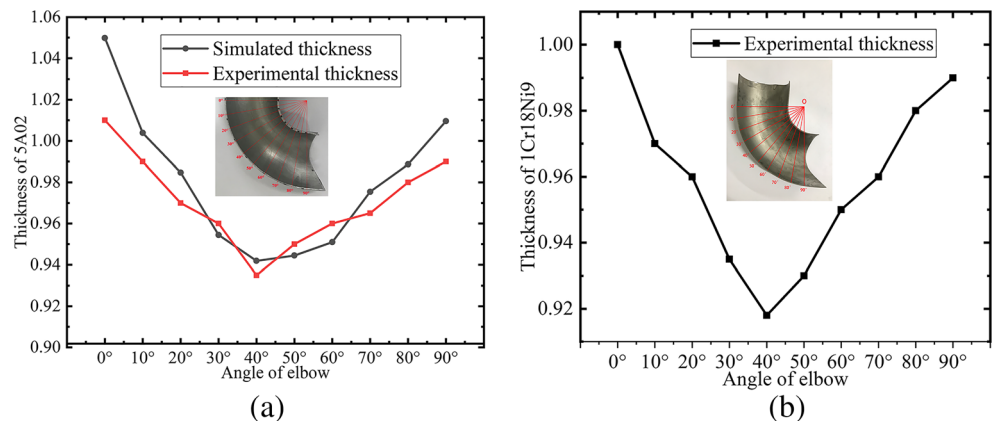 1.06
1.04
1.02
1.00
0.98
0.96
0.94
0.92
0.90
Thickness of 5A02
Simulated thickness
Experimental thickness
0° 10° 20° 30° 40° 50° 60° 70° 80° 90°
Angle of elbow
(a)
1.00
0.98
0.96
0.94
0.92
Thickness of 1Cr18Ni9
Experimental thickness
O
0° 10° 20° 30° 40° 50° 60° 70° 80° 90°
Angle of elbow
(b)